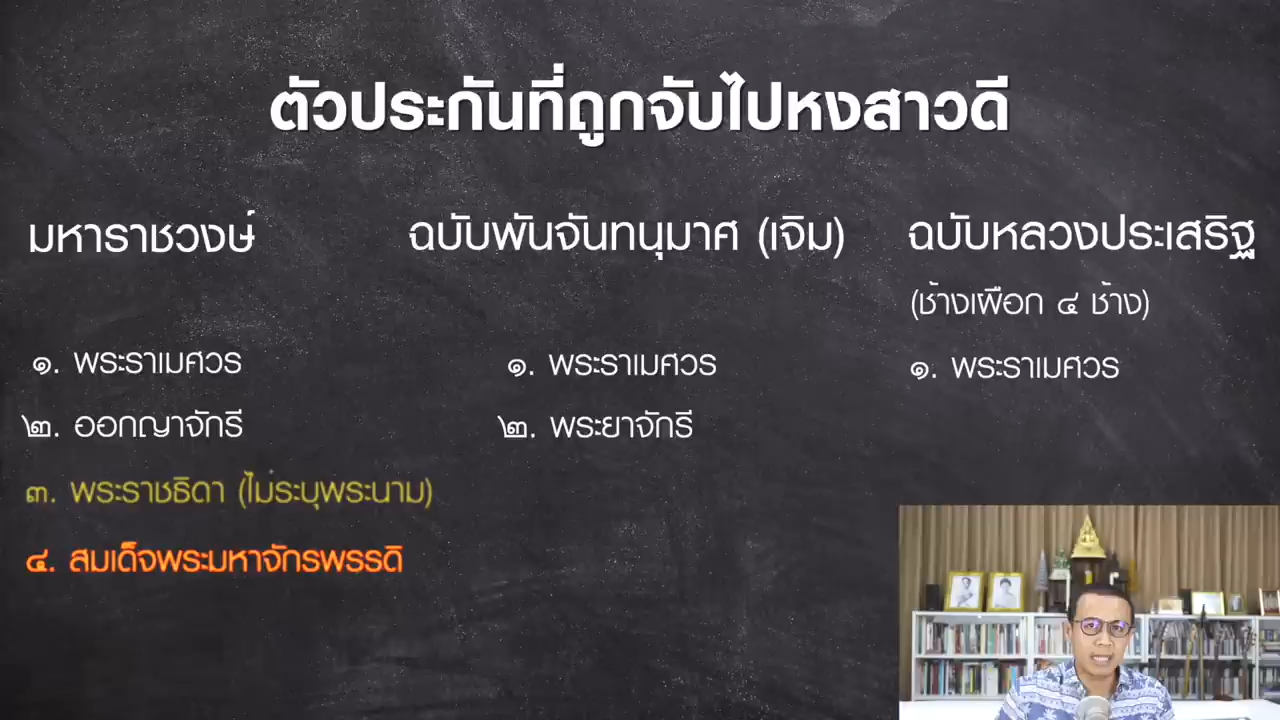 ตัวประกันที่ถูกจับไปหงสาวดี
มหาราชวงษ์
๑. พระราเมศวร
๒. ออกญาจักรี
๓. พระราชธิดา (ไม่ระบุพระนาม)
๔. สมเด็จพระมหาจักรพรรดิ
ฉบับพันจันทนุมาศ (เจิม)
๑. พระราเมศวร
๒. พระยาจักรี
ฉบับหลวงประเสริฐ
(ช้างเผือก ๔ ช้าง)
๑. พระราเมศวร